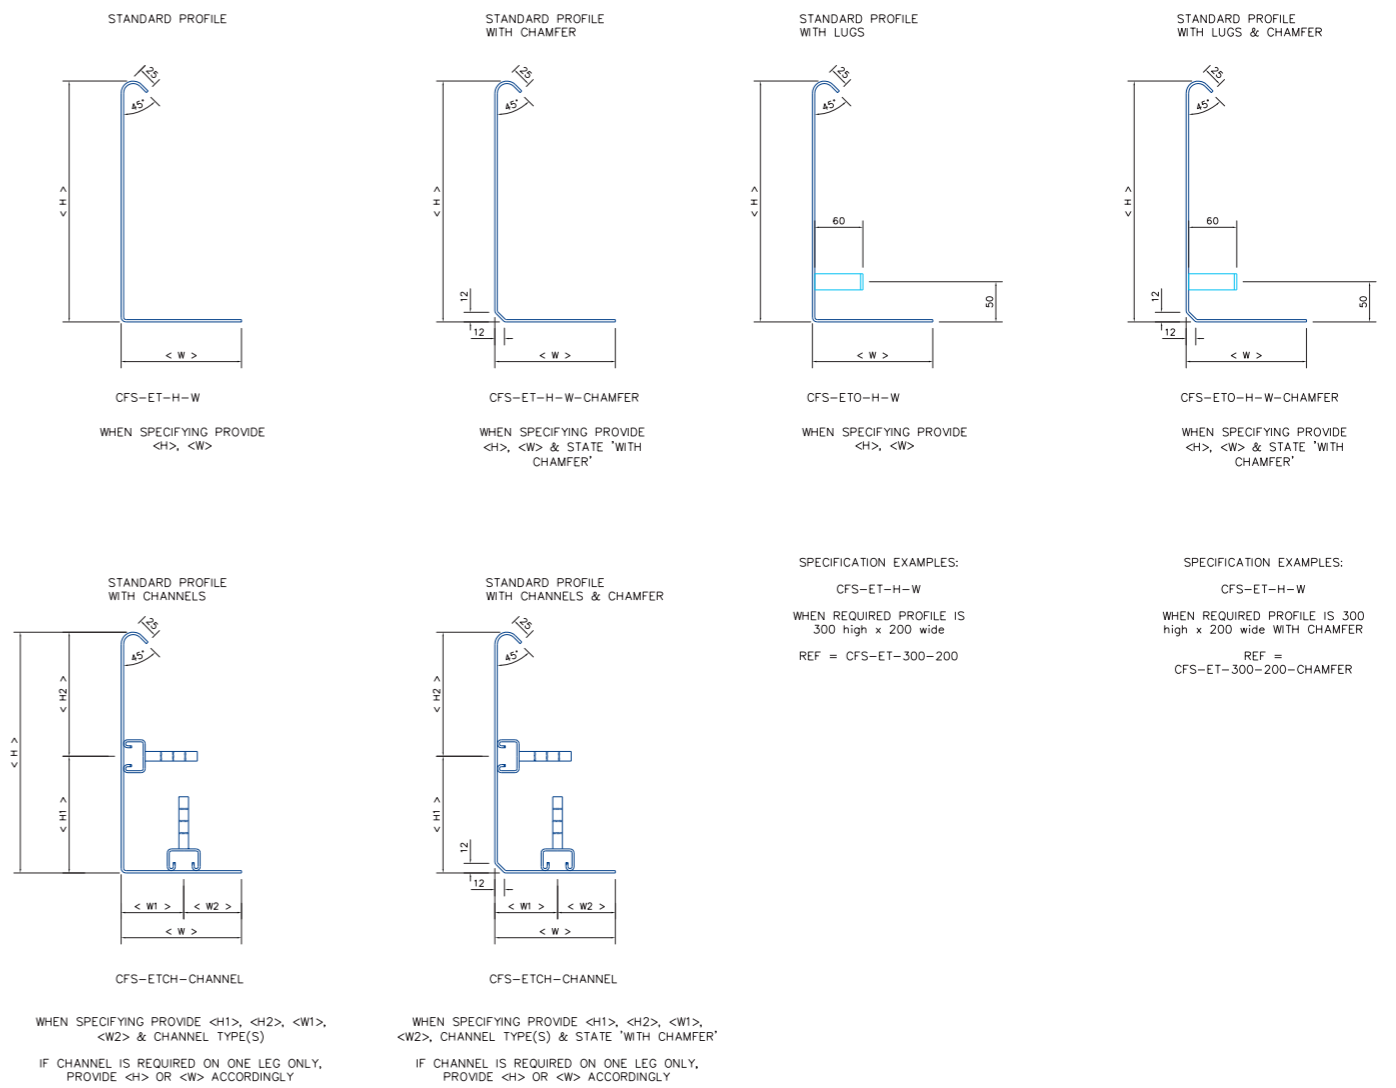 STANDARD PROFILE
25
45°
< H >
< W >
CFS-ET-H-W
WHEN SPECIFYING PROVIDE
<H>, <W>
STANDARD PROFILE
WITH CHAMFER
25
45°
< H >
12
12
< W >
CFS-ET-H-W-CHAMFER
WHEN SPECIFYING PROVIDE
<H>, <W> & STATE 'WITH
CHAMFER'
STANDARD PROFILE
WITH LUGS
25
45°
< H >
60
50
< W >
CFS-ETO-H-W
WHEN SPECIFYING PROVIDE
<H>, <W>
STANDARD PROFILE
WITH LUGS & CHAMFER
25
45°
< H >
60
12
12
50
< W >
CFS-ETO-H-W-CHAMFER
WHEN SPECIFYING PROVIDE
<H>, <W> & STATE 'WITH
CHAMFER'
STANDARD PROFILE
WITH CHANNELS
25
45°
< H2 >
< H >
< H1 >
< W1 >
< W2 >
< W >
CFS-ETCH-CHANNEL
WHEN SPECIFYING PROVIDE <H1>, <H2>, <W1>,
<W2> & CHANNEL TYPE(S)
IF CHANNEL IS REQUIRED ON ONE LEG ONLY,
PROVIDE <H> OR <W> ACCORDINGLY
STANDARD PROFILE
WITH CHANNELS & CHAMFER
25
45°
< H2 >
< H1 >
12
12
< W1 >
< W2 >
< W >
CFS-ETCH-CHANNEL
WHEN SPECIFYING PROVIDE <H1>, <H2>, <W1>,
<W2>, CHANNEL TYPE(S) & STATE 'WITH CHAMFER'
IF CHANNEL IS REQUIRED ON ONE LEG ONLY,
PROVIDE <H> OR <W> ACCORDINGLY
SPECIFICATION EXAMPLES:
CFS-ET-H-W
WHEN REQUIRED PROFILE IS
300 high x 200 wide
REF = CFS-ET-300-200
SPECIFICATION EXAMPLES:
CFS-ET-H-W
WHEN REQUIRED PROFILE IS 300
high x 200 wide WITH CHAMFER
REF =
CFS-ET-300-200-CHAMFER